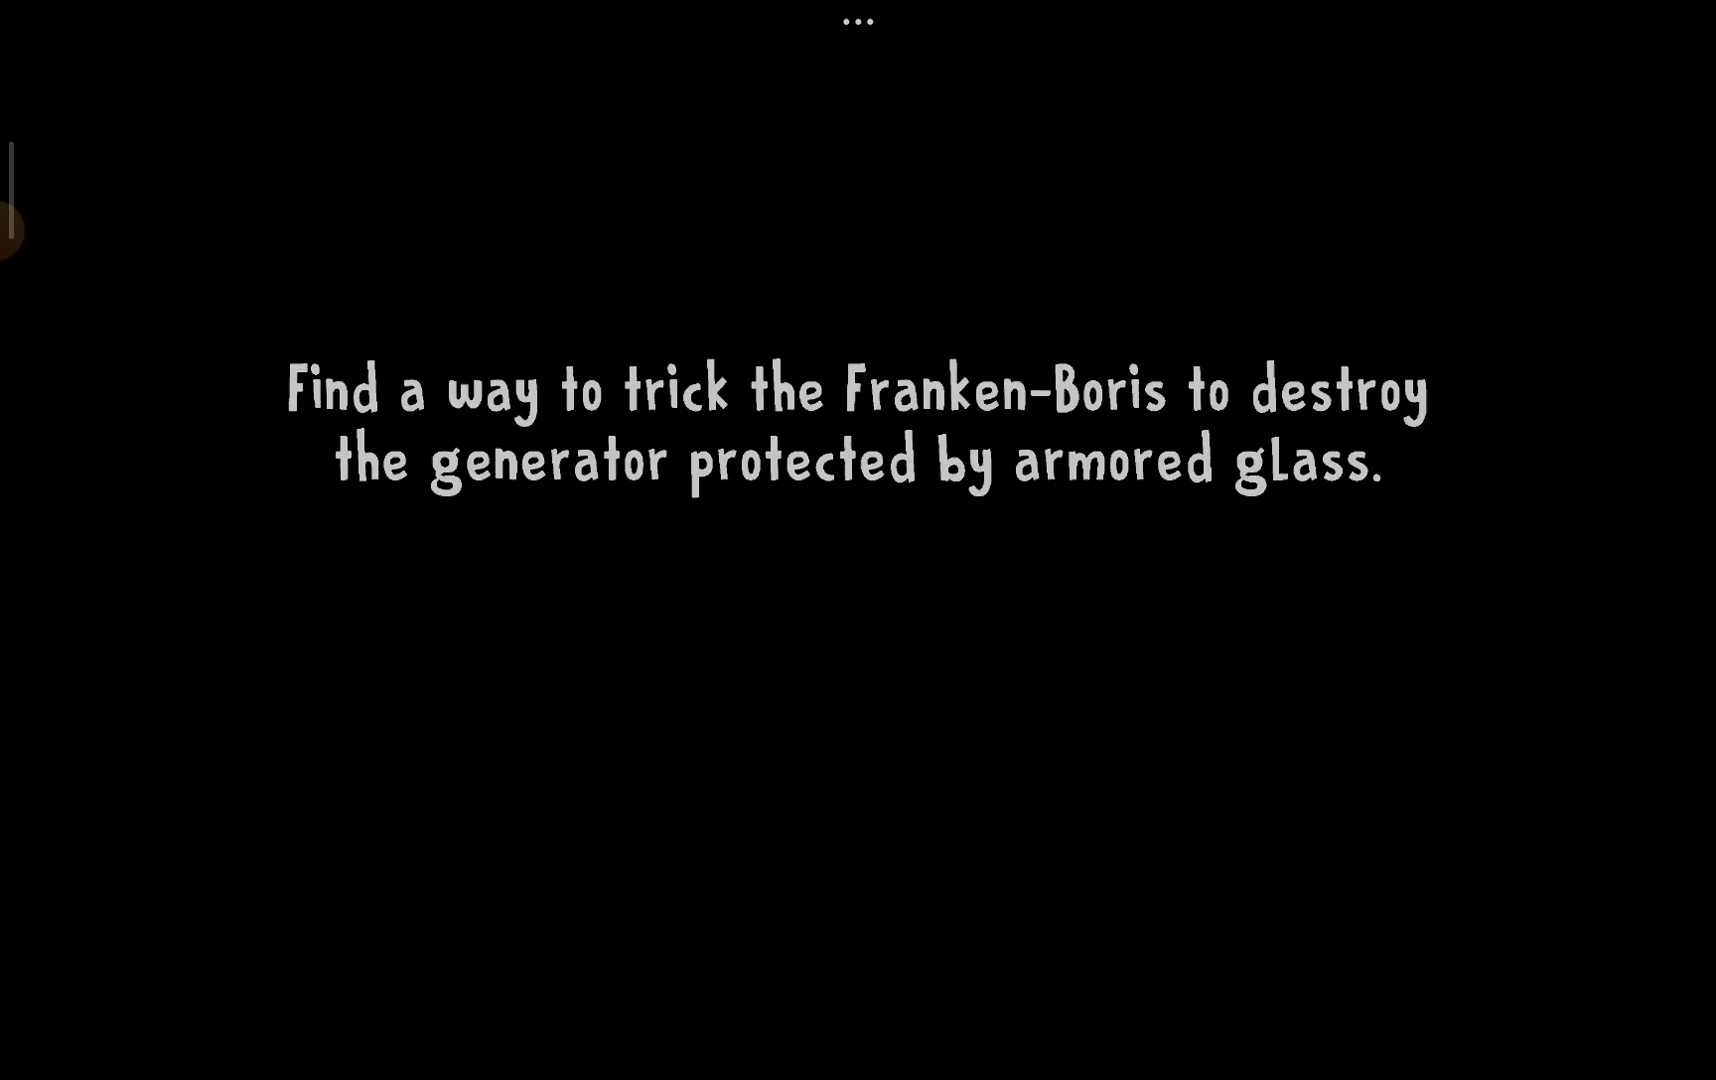 Find a way to trick the Franken-Boris to destroy
the generator protected by armored glass.